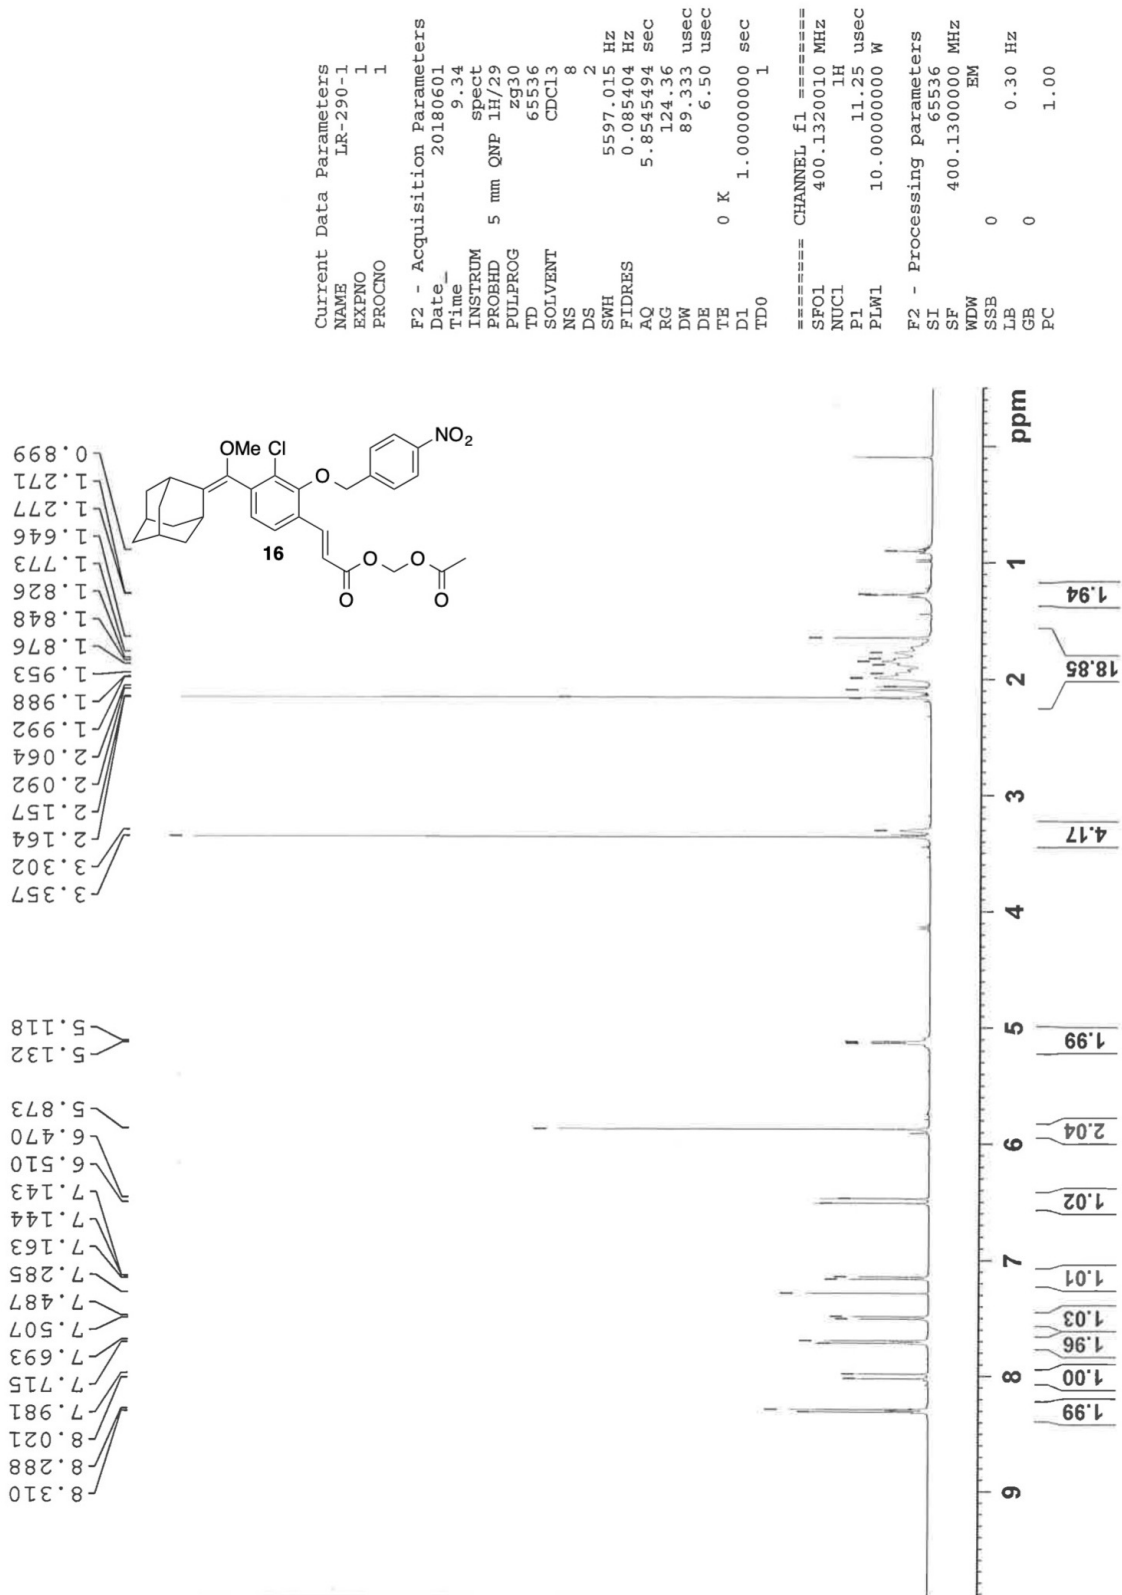 Current Data Parameters
NAME LR-290-1
EXPNO 1
PROCNO 1
F2 - Acquisition Parameters
Date_ 20180601
Time 9.34
INSTRUM spect
PROBHD 5 mm QNP 1H/29
PULPROG zg30
TD 65536
SOLVENT CDCl3
NS 8
DS 2
SWH 5597.015 Hz
FIDRES 0.085404 Hz
AQ 5.8545494 sec
RG 124.36
DW 89.333 usec
DE 6.50 usec
TE 0 K
D1 1.00000000 sec
TD0 1
======== CHANNEL f1 ========
SFO1 400.1320010 MHz
NUC1 1H
P1 11.25 usec
PLW1 10.00000000 W
F2 - Processing parameters
SI 65536
SF 400.1300000 MHz
WDW EM
SSB 0
LB 0.30 Hz
GB 0
PC 1.00
0.899
1.271
1.277
1.646
1.773
1.826
1.848
1.876
1.953
1.988
1.992
2.064
2.092
2.157
2.164
3.302
3.357
5.118
5.132
5.873
6.470
6.510
7.143
7.144
7.163
7.285
7.487
7.507
7.693
7.715
7.981
8.021
8.288
8.310
OMe
Cl
NO2
O
16
O
O
O
O
ppm
1
2
3
4
5
6
7
8
9
1.94
18.85
4.17
1.99
2.04
1.02
1.01
1.03
1.96
1.00
1.99